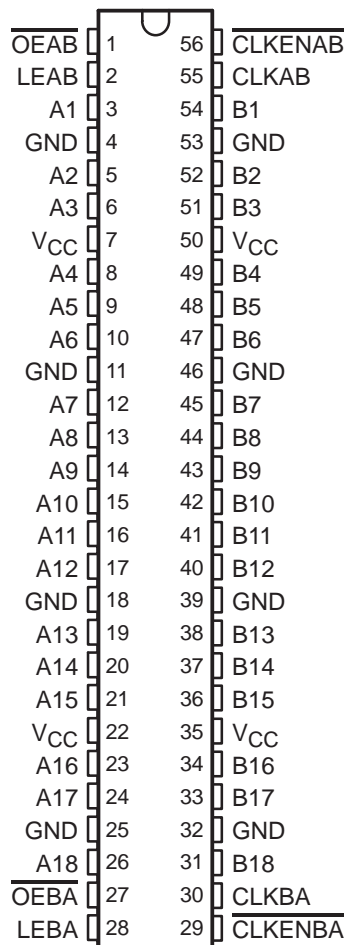 OEAB 1 56 CLKENAB
LEAB 2 55 CLKAB
A1 3 54 B1
GND 4 53 GND
A2 5 52 B2
A3 6 51 B3
VCC 7 50 VCC
A4 8 49 B4
A5 9 48 B5
A6 10 47 B6
GND 11 46 GND
A7 12 45 B7
A8 13 44 B8
A9 14 43 B9
A10 15 42 B10
A11 16 41 B11
A12 17 40 B12
GND 18 39 GND
A13 19 38 B13
A14 20 37 B14
A15 21 36 B15
VCC 22 35 VCC
A16 23 34 B16
A17 24 33 B17
GND 25 32 GND
A18 26 31 B18
OEBA 27 30 CLKBA
LEBA 28 29 CLKENBA